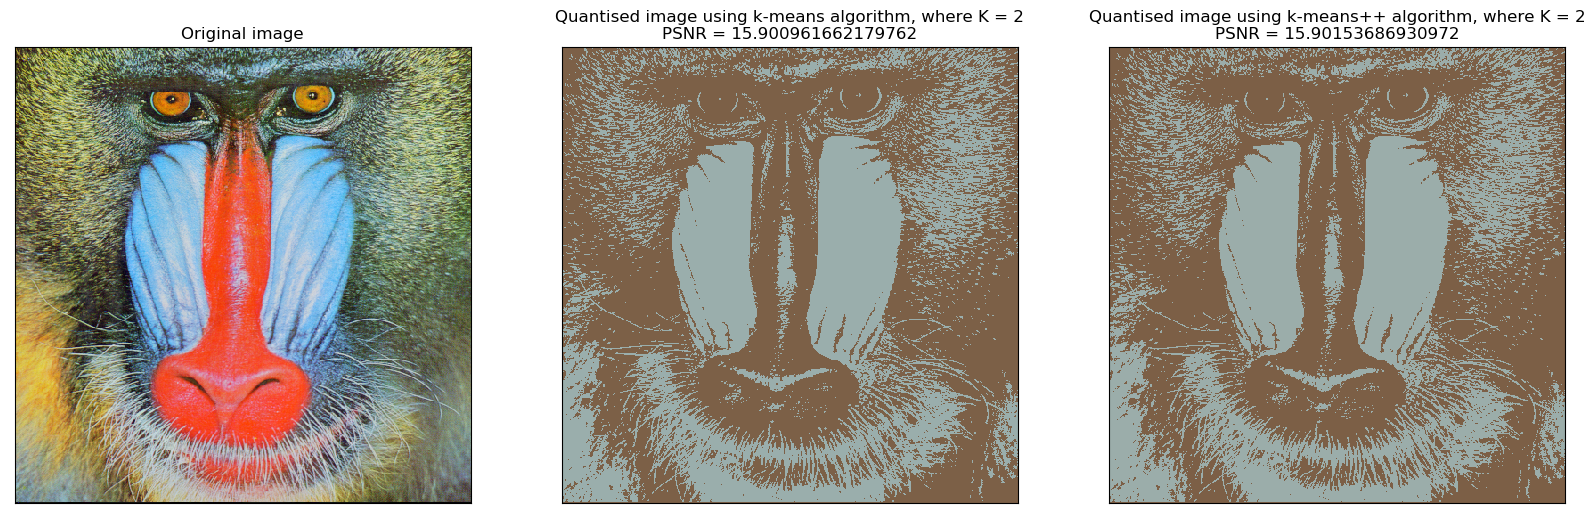 Original image
Quantised image using k-means algorithm, where K = 2
PSNR = 15.900961662179762
Quantised image using k-means++ algorithm, where K = 2
PSNR = 15.90153686930972